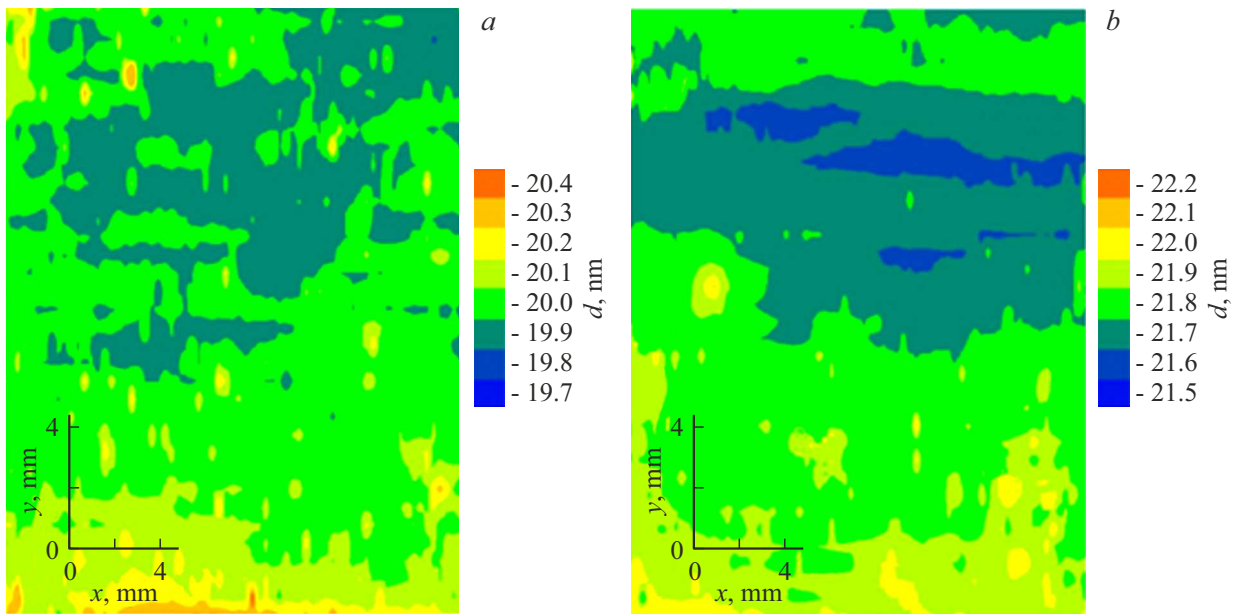 a
- 20.4
- 20.3
- 20.2
- 20.1
- 20.0
- 19.9
- 19.8
- 19.7
d, nm
4
0
y, mm
0 4
x, mm
b
- 22.2
- 22.1
- 22.0
- 21.9
- 21.8
- 21.7
- 21.6
- 21.5
d, nm
4
0
y, mm
0 4
x, mm